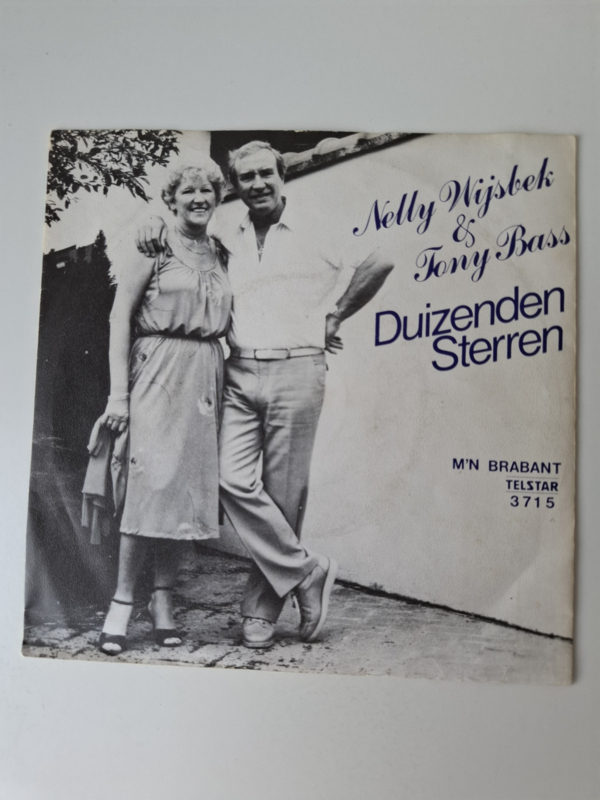 Nelly Wijsbek
&
Tony Bass
Duizenden
Sterren
M'N BRABANT
TELSTAR
3715